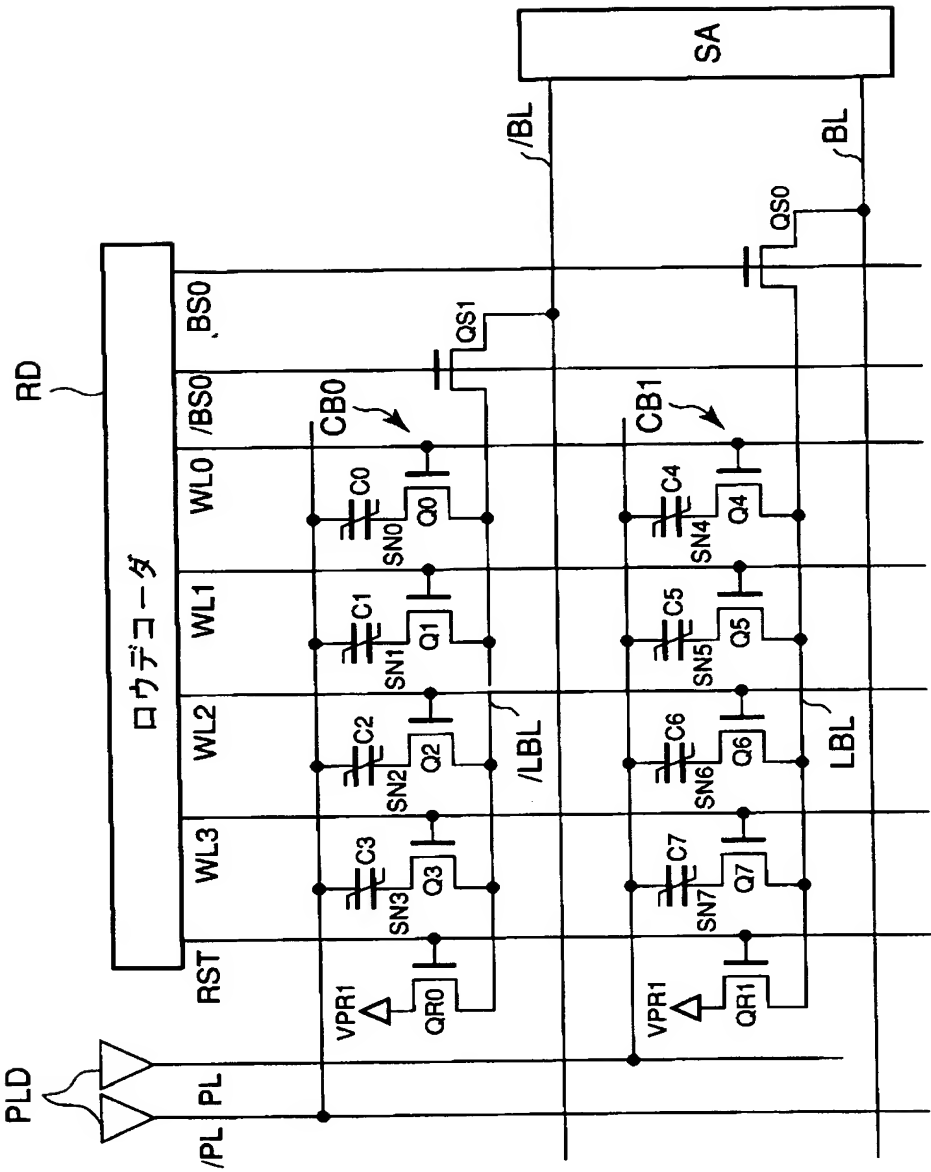 PLD
RD
ロウデコーダ
/PL
PL
RST
WL3
WL2
WL1
WL0
/BS0
BS0
SA
/BL
BL
CB0
C3
C2
C1
C0
SN3
SN2
SN1
SN0
VPR1
QR0
Q3
Q2
Q1
Q0
QS1
/LBL
CB1
C7
C6
C5
C4
SN7
SN6
SN5
SN4
VPR1
QR1
Q7
Q6
Q5
Q4
QS0
LBL